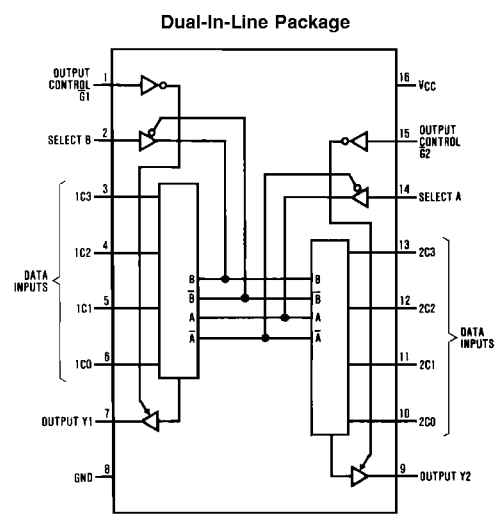 Dual-In-Line Package
OUTPUT
CONTROL
G̅1
1
SELECT B
2
1C3
3
1C2
4
DATA
INPUTS
1C1
5
1C0
6
OUTPUT Y1
7
GND
8
B
B̅
A
A̅
B
B̅
A
A̅
16
VCC
15
OUTPUT
CONTROL
G̅2
14
SELECT A
13
2C3
12
2C2
DATA
INPUTS
11
2C1
10
2C0
9
OUTPUT Y2